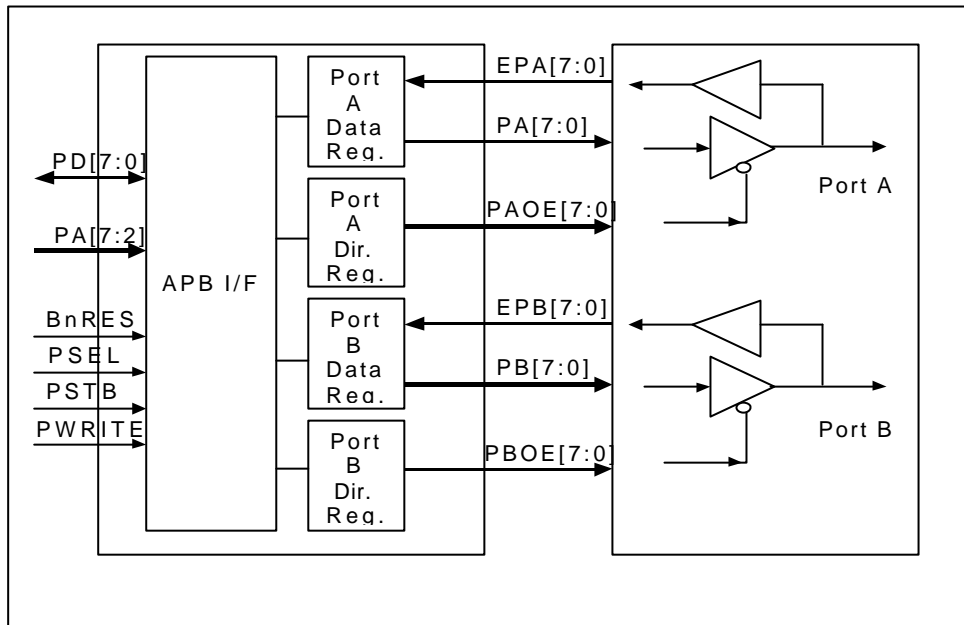 PD[7:0]
PA[7:2]
BnRES
PSEL
PSTB
PWRITE
APB I/F
Port
A
Data
Reg.
Port
A
Dir.
Reg.
Port
B
Data
Reg.
Port
B
Dir.
Reg.
EPA[7:0]
PA[7:0]
PAOE[7:0]
EPB[7:0]
PB[7:0]
PBOE[7:0]
Port A
Port B